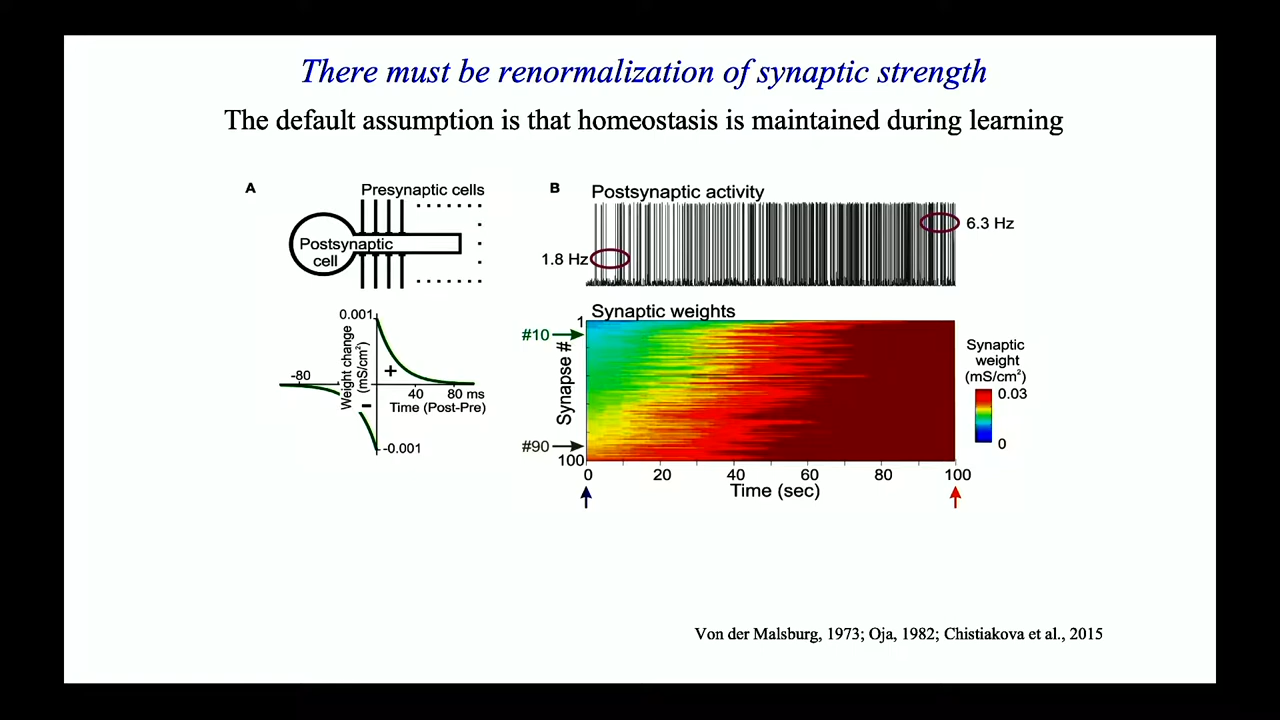 There must be renormalization of synaptic strength
The default assumption is that homeostasis is maintained during learning
A
Presynaptic cells
Postsynaptic
cell
0.001
-80
Weight change
(mS/cm²)
+
-
40
80 ms
Time (Post-Pre)
-0.001
B
Postsynaptic activity
6.3 Hz
1.8 Hz
Synaptic weights
1
#10
Synapse #
#90
100
0
20
40
60
80
100
Time (sec)
Synaptic
weight
(mS/cm²)
0.03
0
Von der Malsburg, 1973; Oja, 1982; Chistiakova et al., 2015